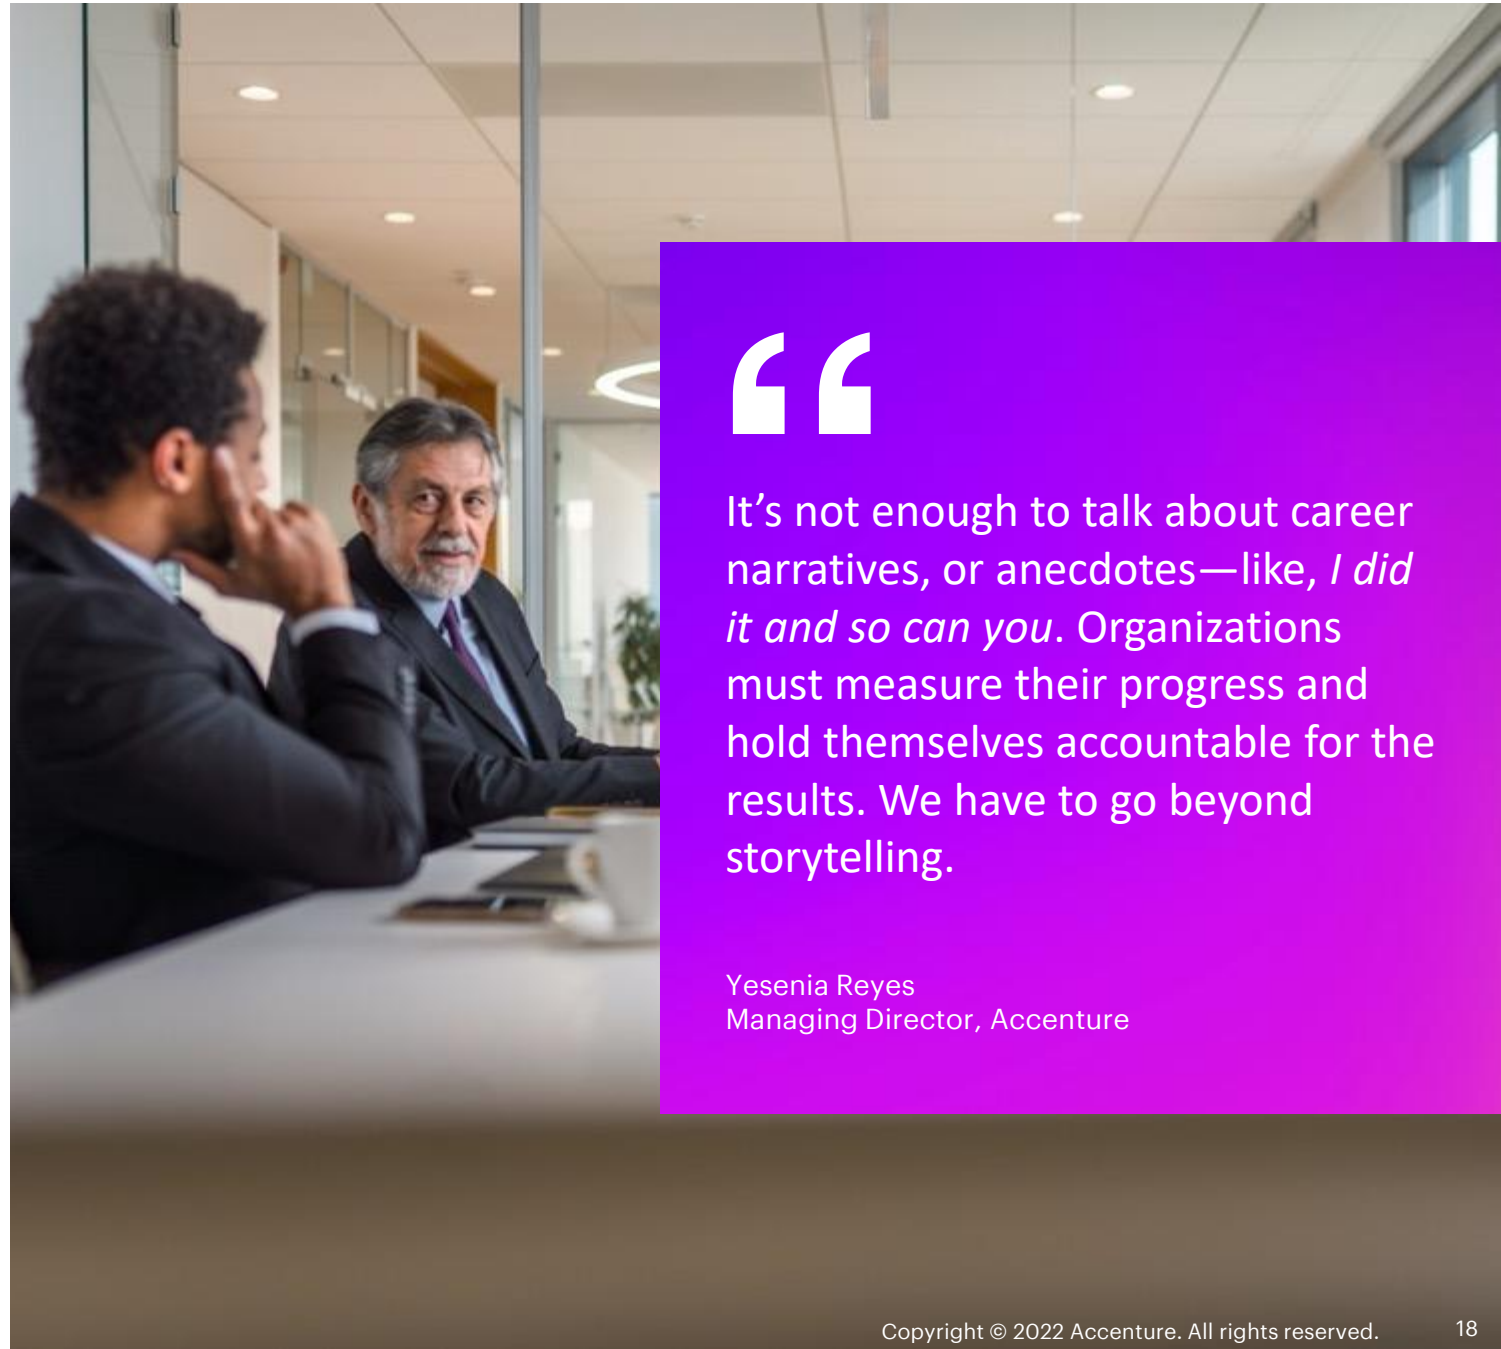 “
It’s not enough to talk about career
narratives, or anecdotes—like, I did
it and so can you. Organizations
must measure their progress and
hold themselves accountable for the
results. We have to go beyond
storytelling.
Yesenia Reyes
Managing Director, Accenture
Copyright © 2022 Accenture. All rights reserved. 18